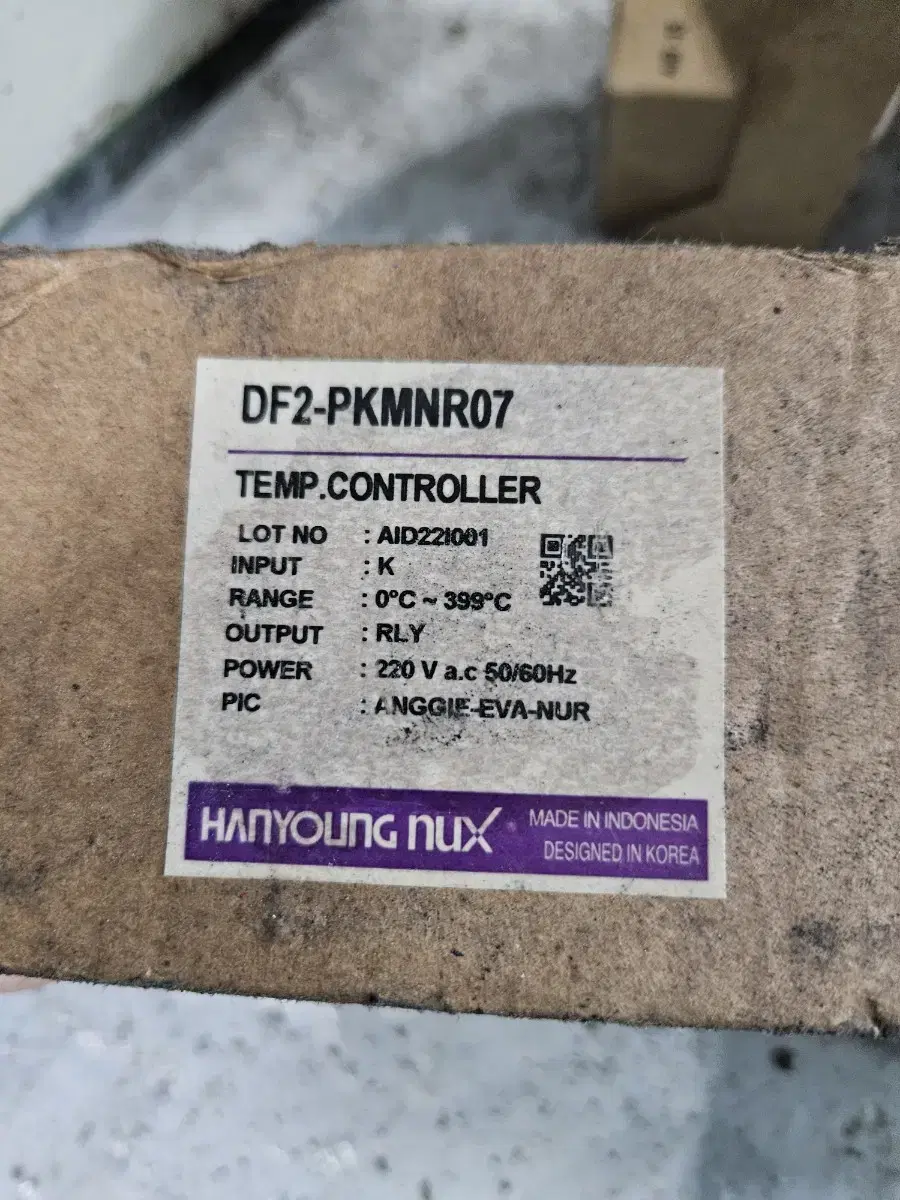 DF2-PKMNR07
TEMP.CONTROLLER
LOT NO : AID22I001
INPUT : K
RANGE : 0°C ~ 399°C
OUTPUT : RLY
POWER : 220 V a.c 50/60Hz
PIC : ANGGIE-EVA-NUR
HANYOUNG nux
MADE IN INDONESIA
DESIGNED IN KOREA